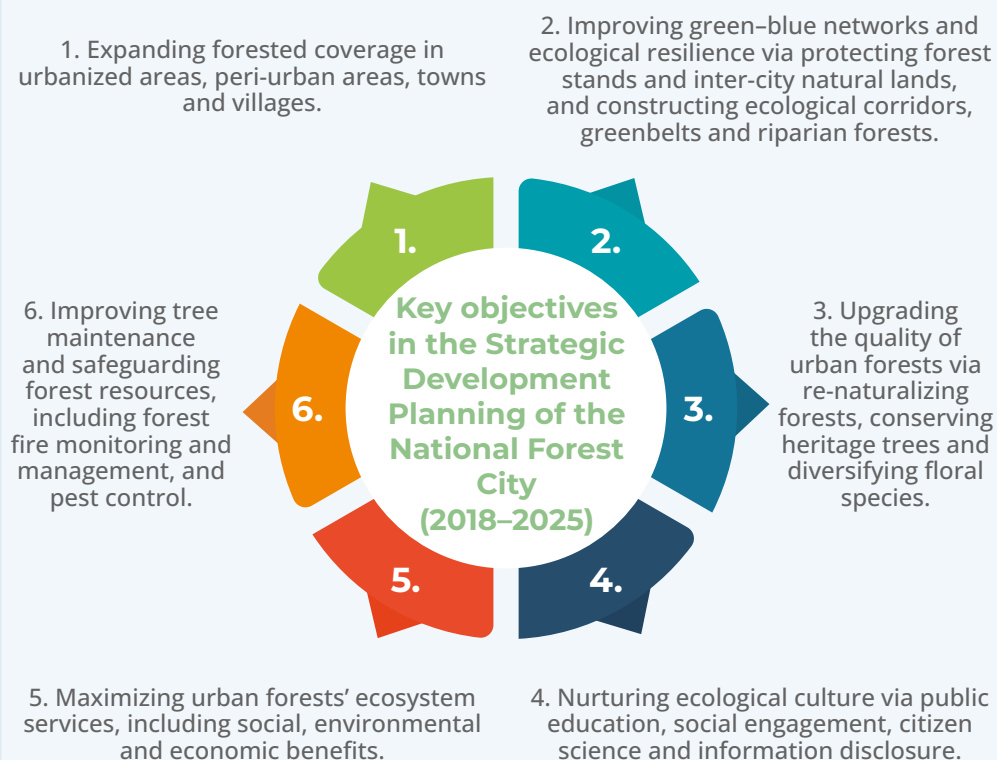 1. Expanding forested coverage in
urbanized areas, peri-urban areas, towns
and villages.
2. Improving green–blue networks and
ecological resilience via protecting forest
stands and inter-city natural lands,
and constructing ecological corridors,
greenbelts and riparian forests.
1.
2.
Key objectives
in the Strategic
Development
Planning of the
National Forest
City
(2018–2025)
6. Improving tree
maintenance
and safeguarding
forest resources,
including forest
fire monitoring and
management, and
pest control.
6.
3.
3. Upgrading
the quality of
urban forests via
re-naturalizing
forests, conserving
heritage trees and
diversifying floral
species.
5.
4.
5. Maximizing urban forests’ ecosystem
services, including social, environmental
and economic benefits.
4. Nurturing ecological culture via public
education, social engagement, citizen
science and information disclosure.